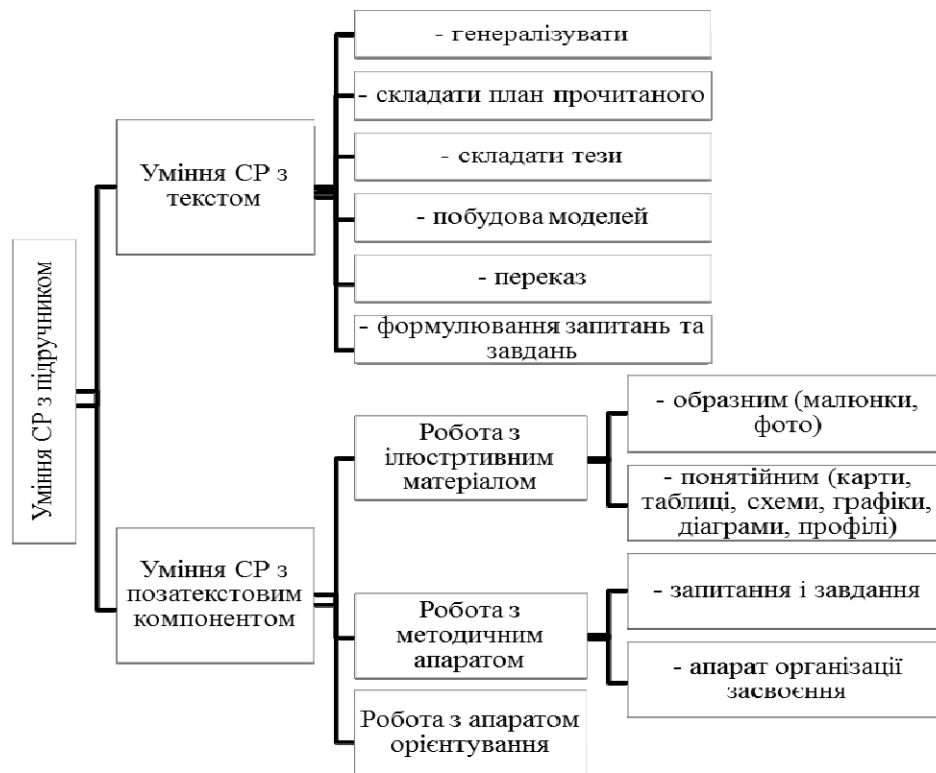 Уміння СР з підручником
Уміння СР з
текстом
- генералізувати
- складати план прочитаного
- складати тези
- побудова моделей
- переказ
- формулювання запитань та
завдань
Уміння СР з
позатекстовим
компонентом
Робота з
ілюстртивним
матеріалом
- образним (малюнки,
фото)
- понятійним (карти,
таблиці, схеми, графіки,
діаграми, профілі)
Робота з
методичним
апаратом
- запитання і завдання
- апарат організації
засвоєння
Робота з апаратом
орієнтування